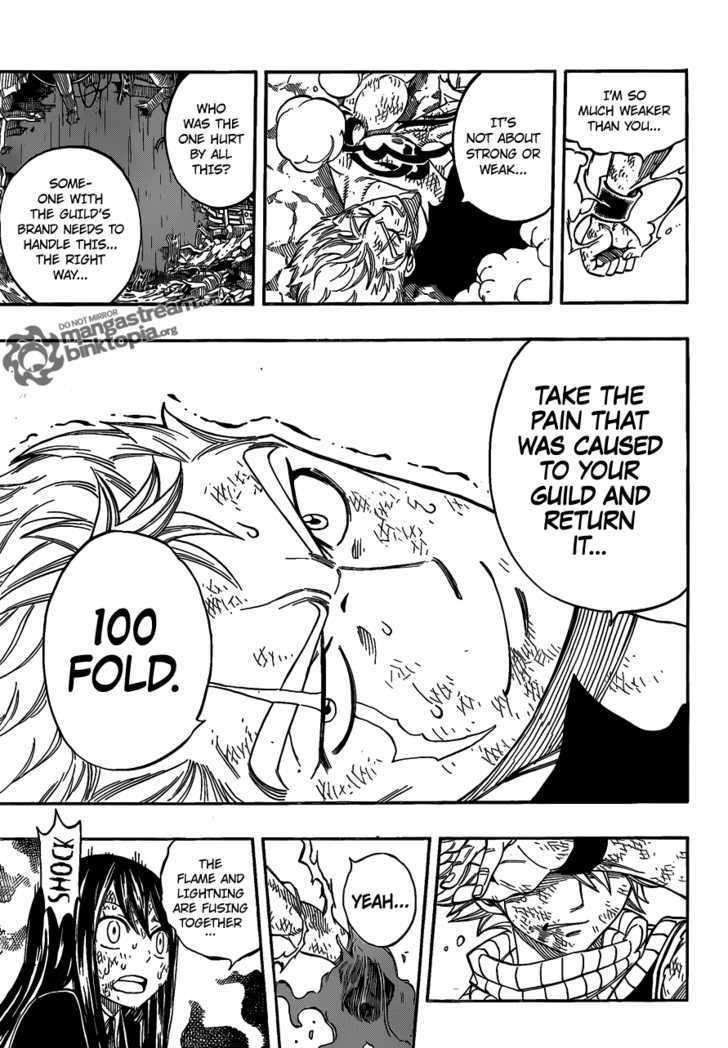 I'M SO
MUCH WEAKER
THAN YOU...
IT'S
NOT ABOUT
STRONG OR
WEAK...
WHO
WAS THE
ONE HURT
BY ALL
THIS?
SOME-
ONE WITH
THE GUILD'S
BRAND NEEDS TO
HANDLE THIS...
THE RIGHT
WAY...
DO NOT MIRROR
mangastream.com
binktopia.org
TAKE THE
PAIN THAT
WAS CAUSED
TO YOUR
GUILD AND
RETURN
IT...
100
FOLD.
YEAH...
THE
FLAME AND
LIGHTNING
ARE FUSING
TOGETHER
...
SHOCK